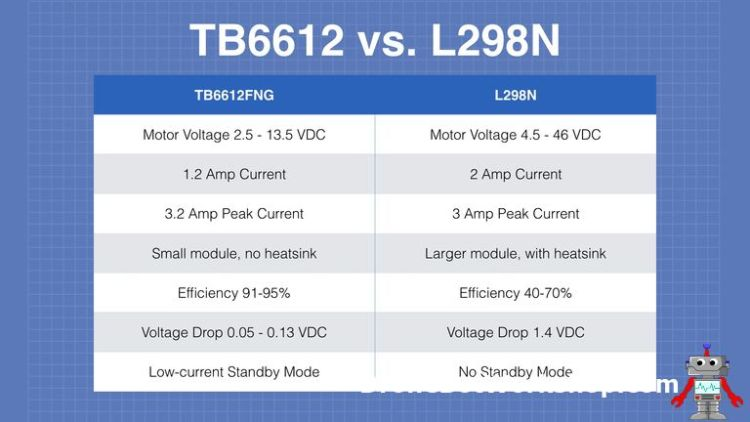 TB6612 vs. L298N
TB6612FNG L298N
Motor Voltage 2.5 - 13.5 VDC Motor Voltage 4.5 - 46 VDC
1.2 Amp Current 2 Amp Current
3.2 Amp Peak Current 3 Amp Peak Current
Small module, no heatsink Larger module, with heatsink
Efficiency 91-95% Efficiency 40-70%
Voltage Drop 0.05 - 0.13 VDC Voltage Drop 1.4 VDC
Low-current Standby Mode No Standby Mode